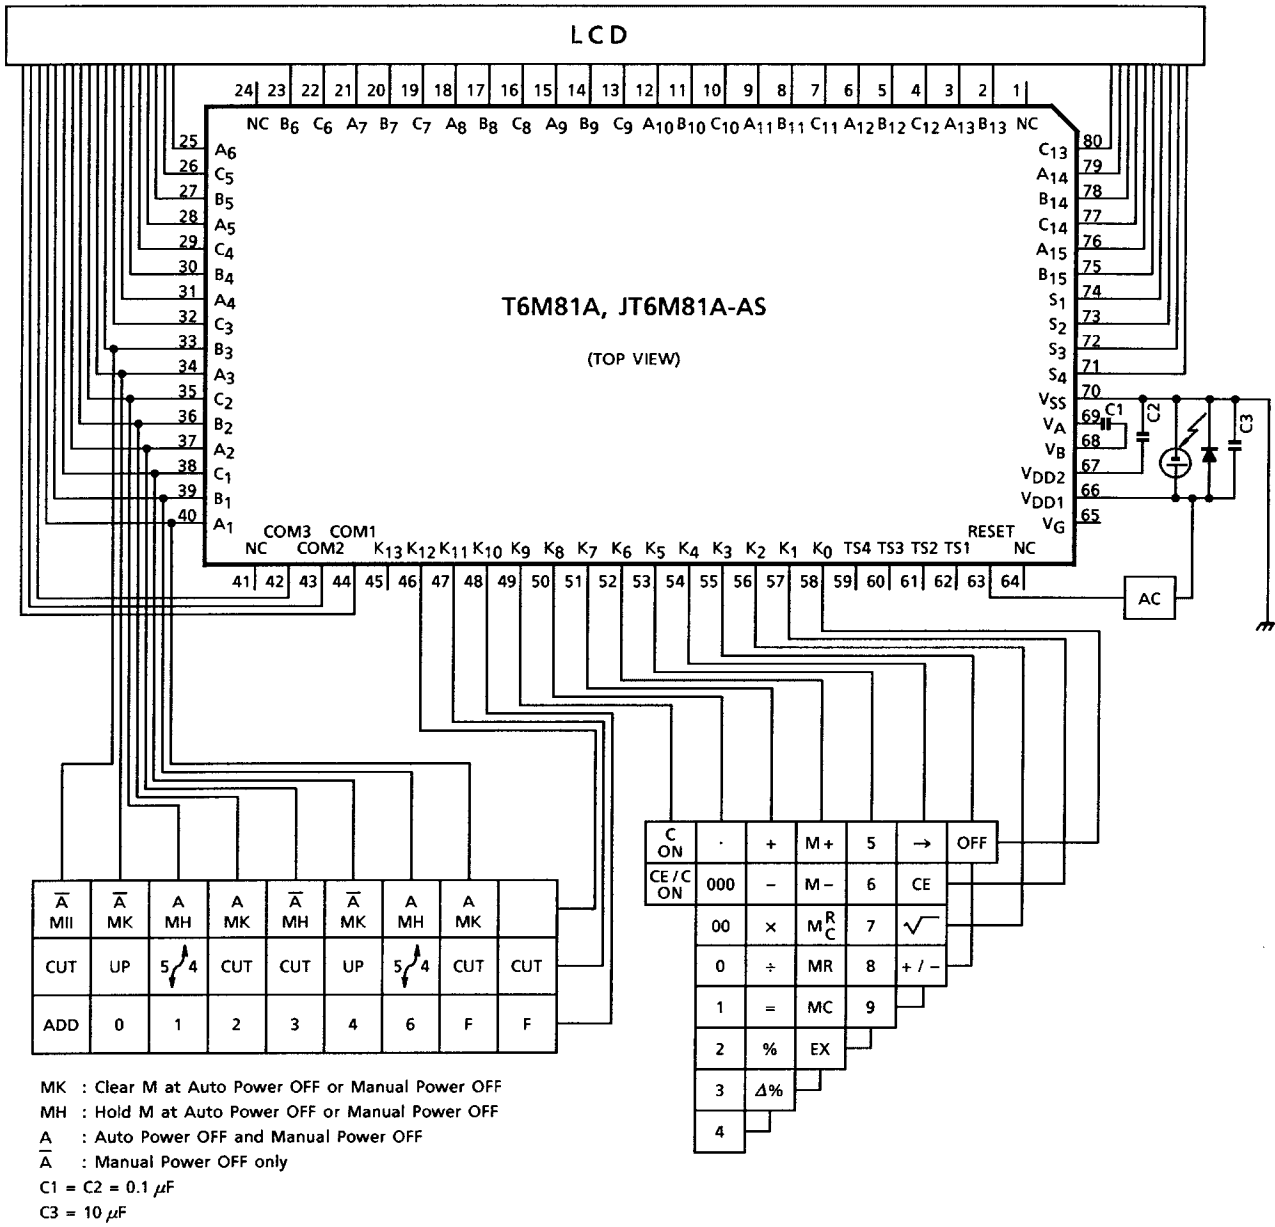 LCD
24 23 22 21 20 19 18 17 16 15 14 13 12 11 10 9 8 7 6 5 4 3 2 1
NC B6 C6 A7 B7 C7 A8 B8 C8 A9 B9 C9 A10 B10 C10 A11 B11 C11 A12 B12 C12 A13 B13 NC
25 A6 C13 80
26 C5 A14 79
27 B5 B14 78
28 A5 C14 77
29 C4 A15 76
30 B4 B15 75
31 A4 S1 74
T6M81A, JT6M81A-AS
32 C3 S2 73
33 B3 S3 72
(TOP VIEW)
34 A3 S4 71
35 C2 VSS 70
36 B2 VA 69 C1 C2 C3
37 A2 VB 68
38 C1 VDD2 67
39 B1 VDD1 66
40 A1 VG 65
COM3 COM1 RESET
NC COM2 K13 K12 K11 K10 K9 K8 K7 K6 K5 K4 K3 K2 K1 K0 TS4 TS3 TS2 TS1 NC
41 42 43 44 45 46 47 48 49 50 51 52 53 54 55 56 57 58 59 60 61 62 63 64
AC
C ON · + M+ 5 → OFF
CE/C ON 000 − M− 6 CE
00 × M R C 7 √
0 ÷ MR 8 +/−
1 = MC 9
2 % EX
3 Δ%
4
A̅ MII A̅ MK A MH A MK A̅ MH A̅ MK A MH A MK
CUT UP 5 4 CUT CUT UP 5 4 CUT CUT
ADD 0 1 2 3 4 6 F F
MK : Clear M at Auto Power OFF or Manual Power OFF
MH : Hold M at Auto Power OFF or Manual Power OFF
A : Auto Power OFF and Manual Power OFF
A̅ : Manual Power OFF only
C1 = C2 = 0.1 μF
C3 = 10 μF